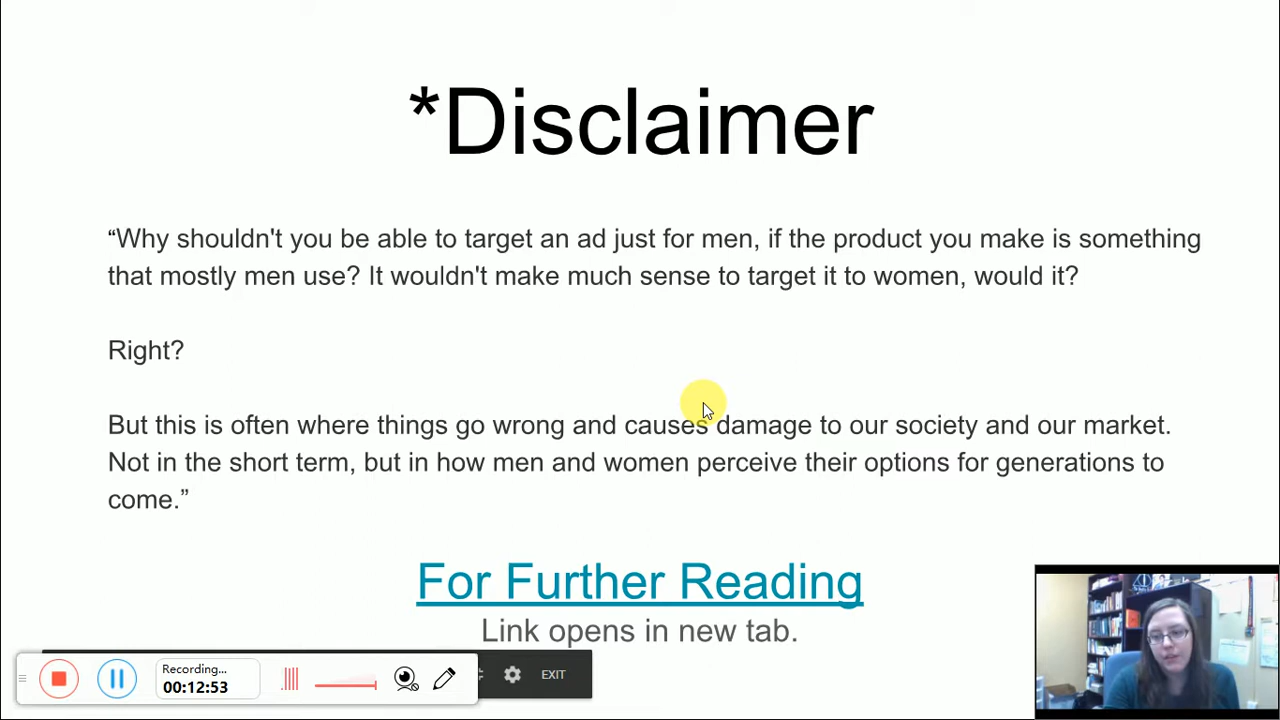 *Disclaimer
“Why shouldn't you be able to target an ad just for men, if the product you make is something
that mostly men use? It wouldn't make much sense to target it to women, would it?
Right?
But this is often where things go wrong and causes damage to our society and our market.
Not in the short term, but in how men and women perceive their options for generations to
come.”
For Further Reading
Link opens in new tab.
Recording...
00:12:53
EXIT